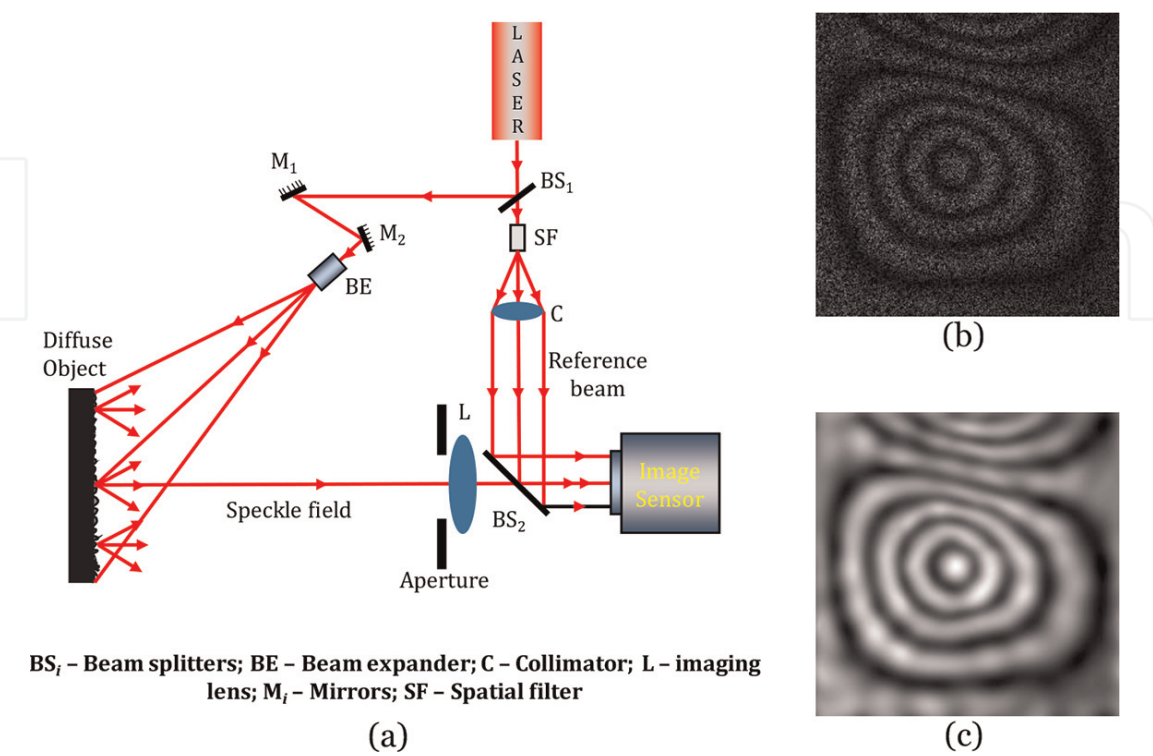 LASER
M1
BS1
M2
SF
BE
C
Diffuse
Object
Reference
beam
L
Image
Sensor
Speckle field
BS2
Aperture
BSi – Beam splitters; BE – Beam expander; C – Collimator; L – imaging
lens; Mi – Mirrors; SF – Spatial filter
(a)
(b)
(c)